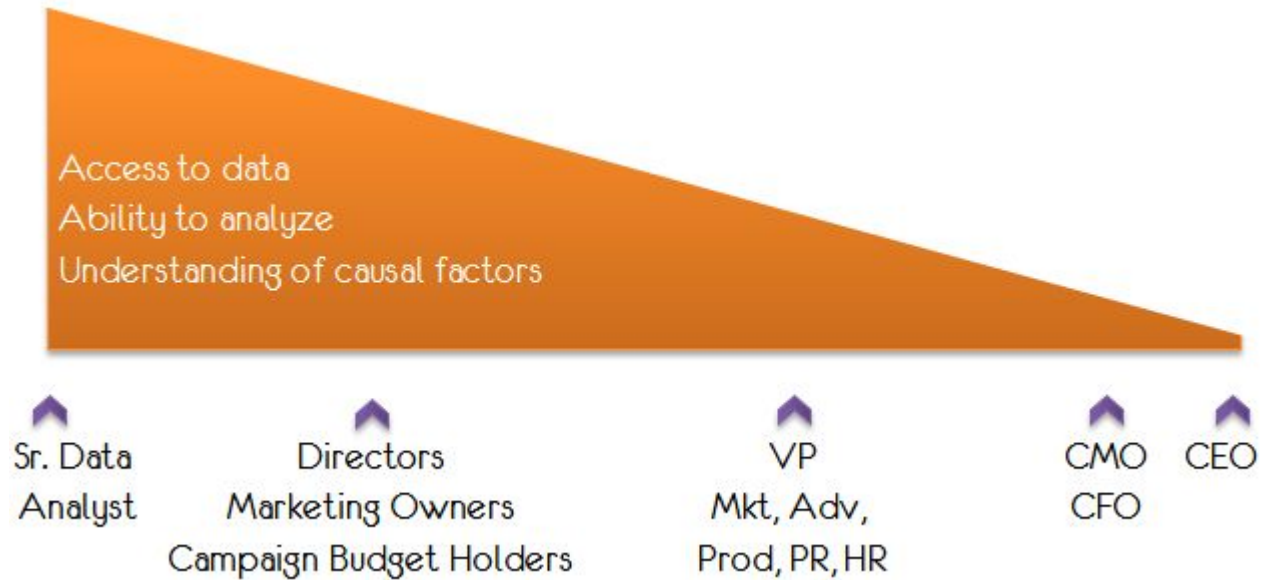 Access to data
Ability to analyze
Understanding of causal factors
Sr. Data
Analyst
Directors
Marketing Owners
Campaign Budget Holders
VP
Mkt, Adv,
Prod, PR, HR
CMO
CFO
CEO